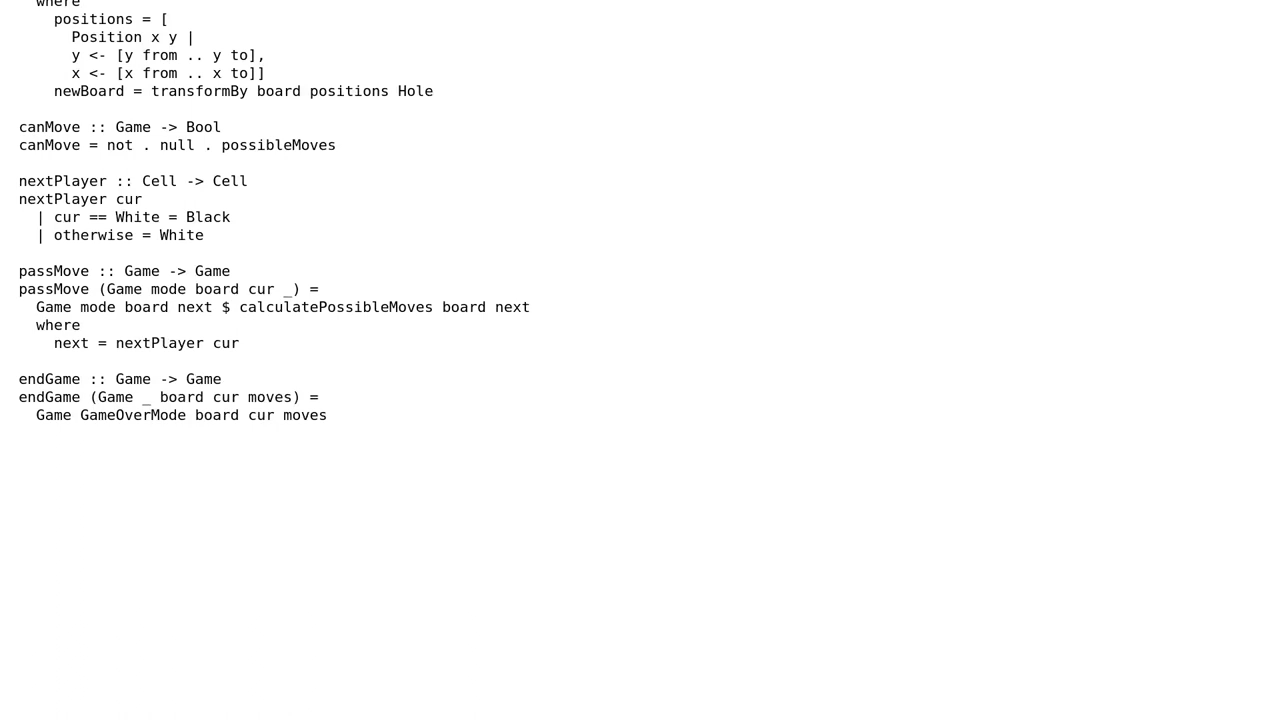 where
positions = [
Position x y |
y <- [y from .. y to],
x <- [x from .. x to]]
newBoard = transformBy board positions Hole
canMove :: Game -> Bool
canMove = not . null . possibleMoves
nextPlayer :: Cell -> Cell
nextPlayer cur
| cur == White = Black
| otherwise = White
passMove :: Game -> Game
passMove (Game mode board cur _) =
Game mode board next $ calculatePossibleMoves board next
where
next = nextPlayer cur
endGame :: Game -> Game
endGame (Game _ board cur moves) =
Game GameOverMode board cur moves